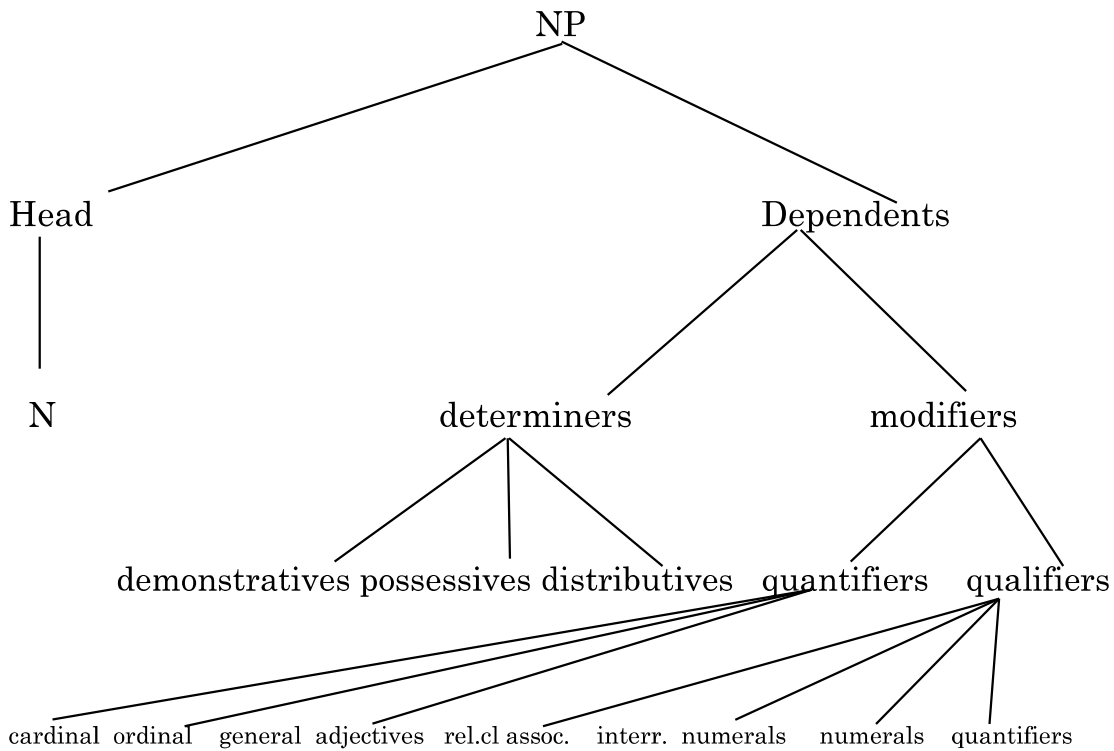 NP
Head Dependents
N determiners modifiers
demonstratives possessives distributives quantifiers qualifiers
cardinal ordinal general adjectives rel.cl assoc. interr. numerals numerals quantifiers